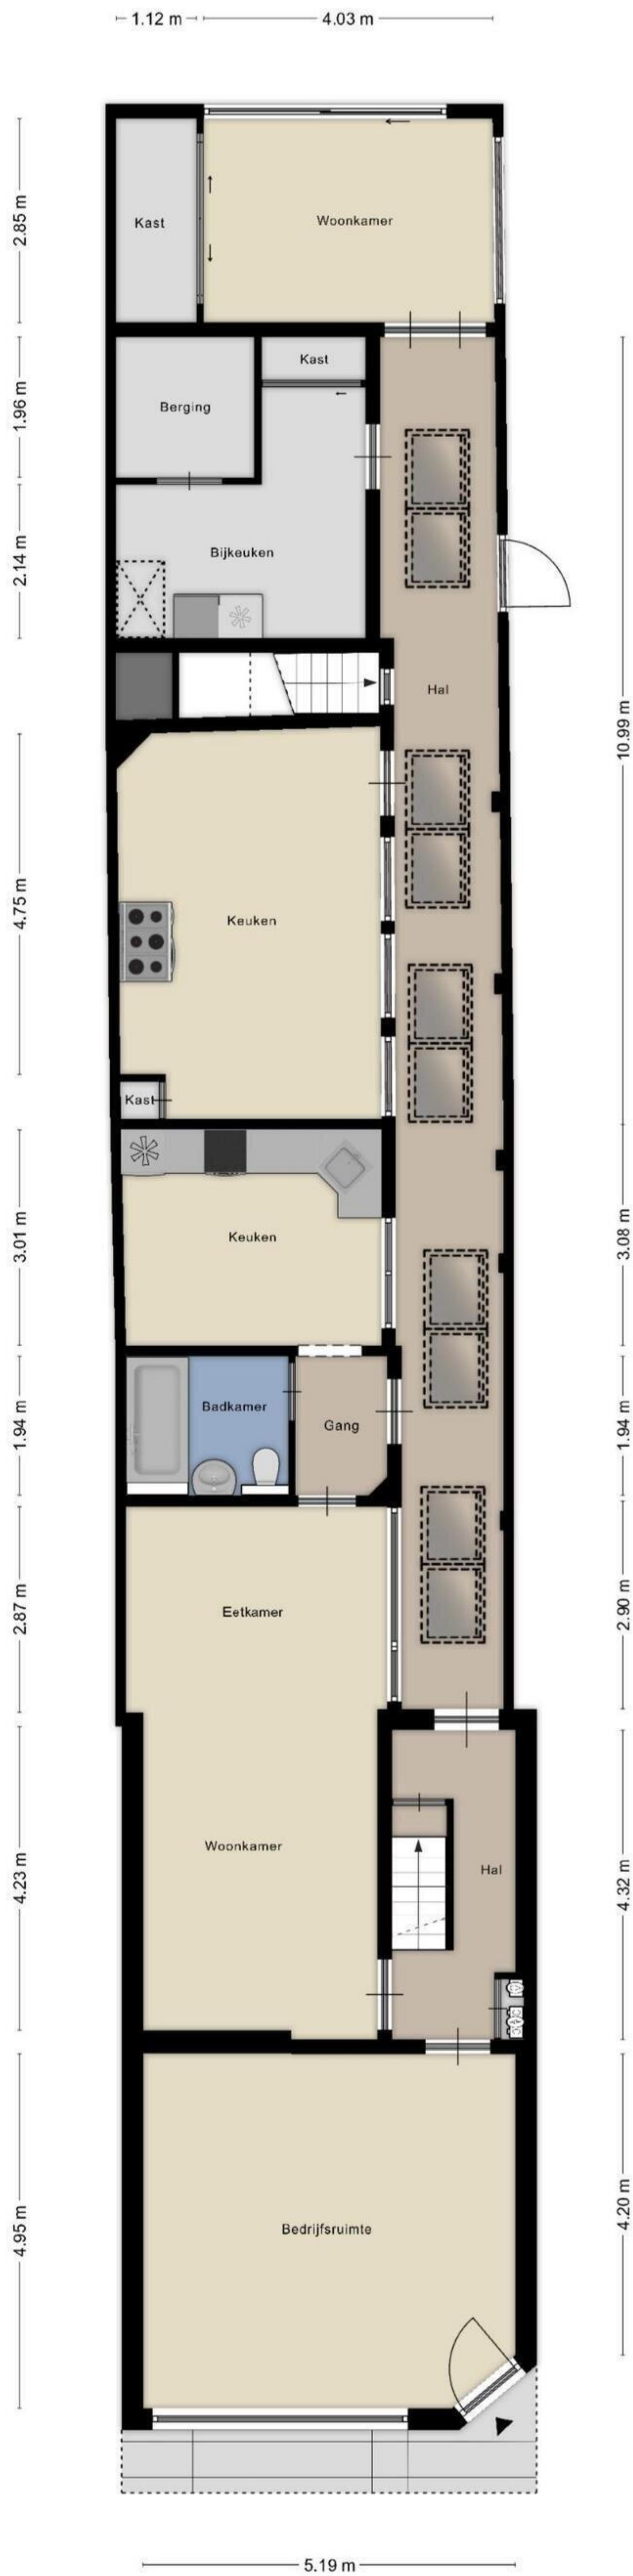 1.12 m
4.03 m
2.85 m
Kast
Woonkamer
Kast
1.96 m
Berging
2.14 m
Bijkeuken
Hal
10.99 m
4.75 m
Keuken
Kast
3.01 m
Keuken
3.08 m
1.94 m
Badkamer
Gang
1.94 m
2.87 m
Eetkamer
2.90 m
4.23 m
Woonkamer
Hal
4.32 m
4.95 m
Bedrijfsruimte
4.20 m
5.19 m